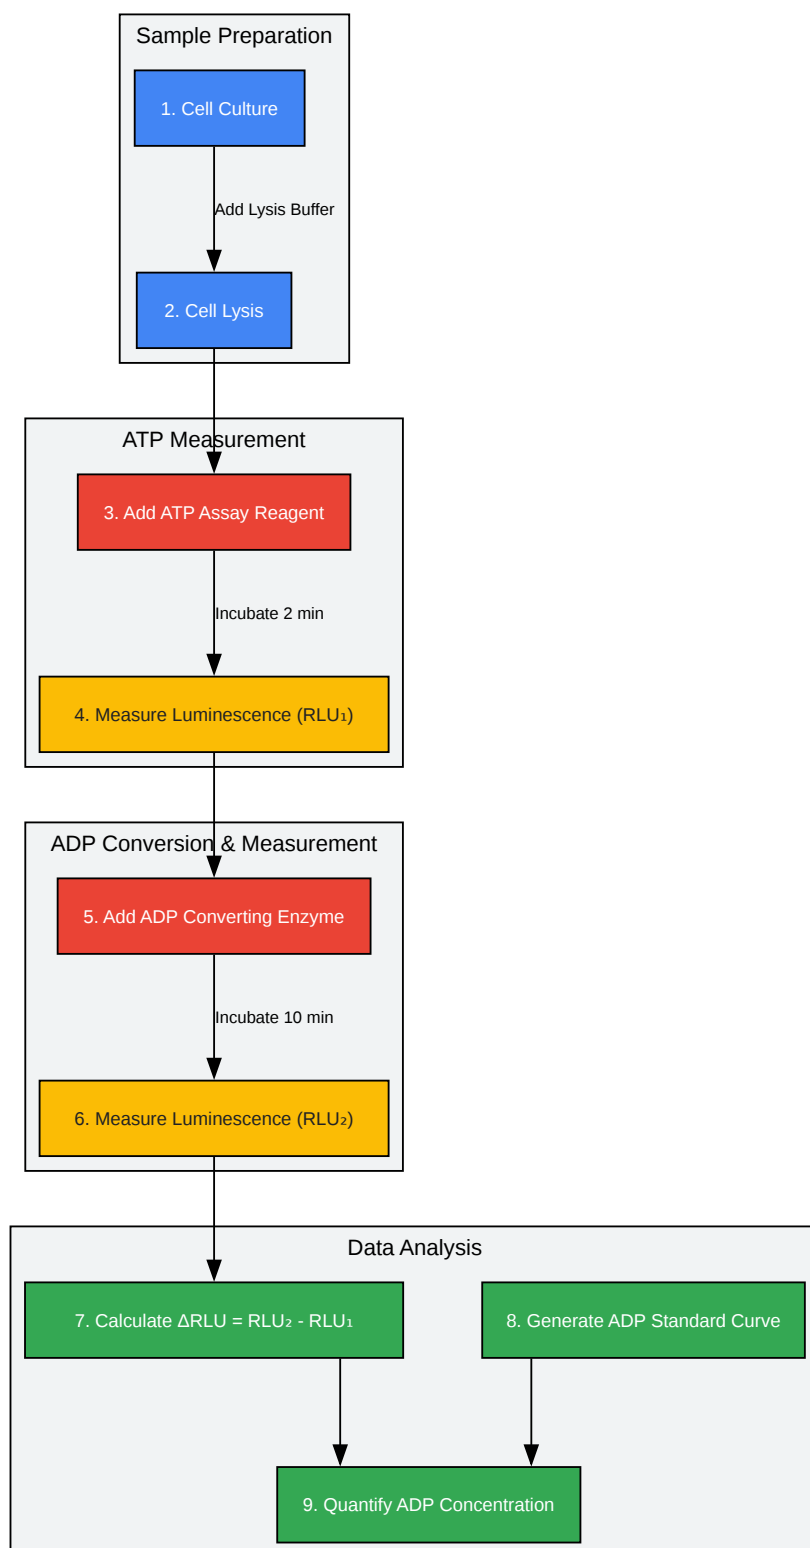 Sample Preparation
1. Cell Culture
Add Lysis Buffer
2. Cell Lysis
ATP Measurement
3. Add ATP Assay Reagent
Incubate 2 min
4. Measure Luminescence (RLU₁)
ADP Conversion & Measurement
5. Add ADP Converting Enzyme
Incubate 10 min
6. Measure Luminescence (RLU₂)
Data Analysis
7. Calculate ΔRLU = RLU₂ - RLU₁
8. Generate ADP Standard Curve
9. Quantify ADP Concentration